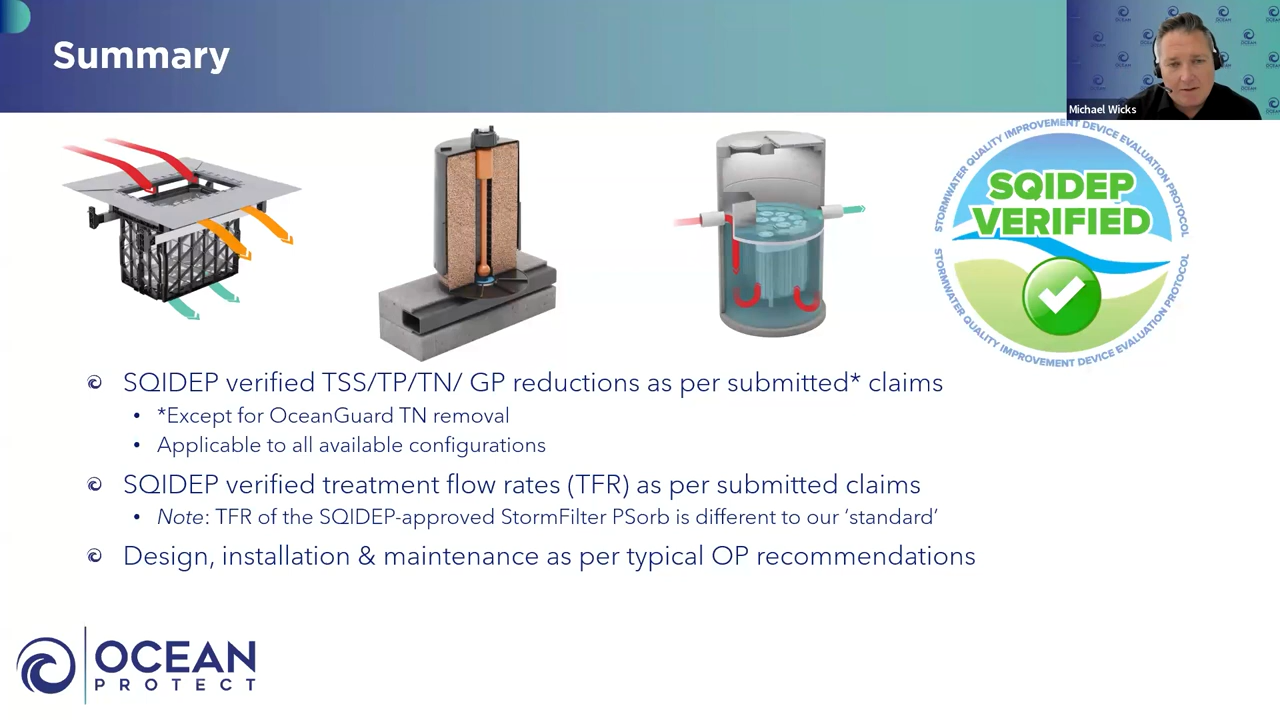 Summary
Michael Wicks
STORMWATER QUALITY IMPROVEMENT DEVICE EVALUATION PROTOCOL
SQIDEP
VERIFIED
STORMWATER QUALITY IMPROVEMENT DEVICE EVALUATION PROTOCOL
SQIDEP verified TSS/TP/TN/ GP reductions as per submitted* claims
• *Except for OceanGuard TN removal
• Applicable to all available configurations
SQIDEP verified treatment flow rates (TFR) as per submitted claims
• Note: TFR of the SQIDEP-approved StormFilter PSorb is different to our ‘standard’
Design, installation & maintenance as per typical OP recommendations
OCEAN
PROTECT